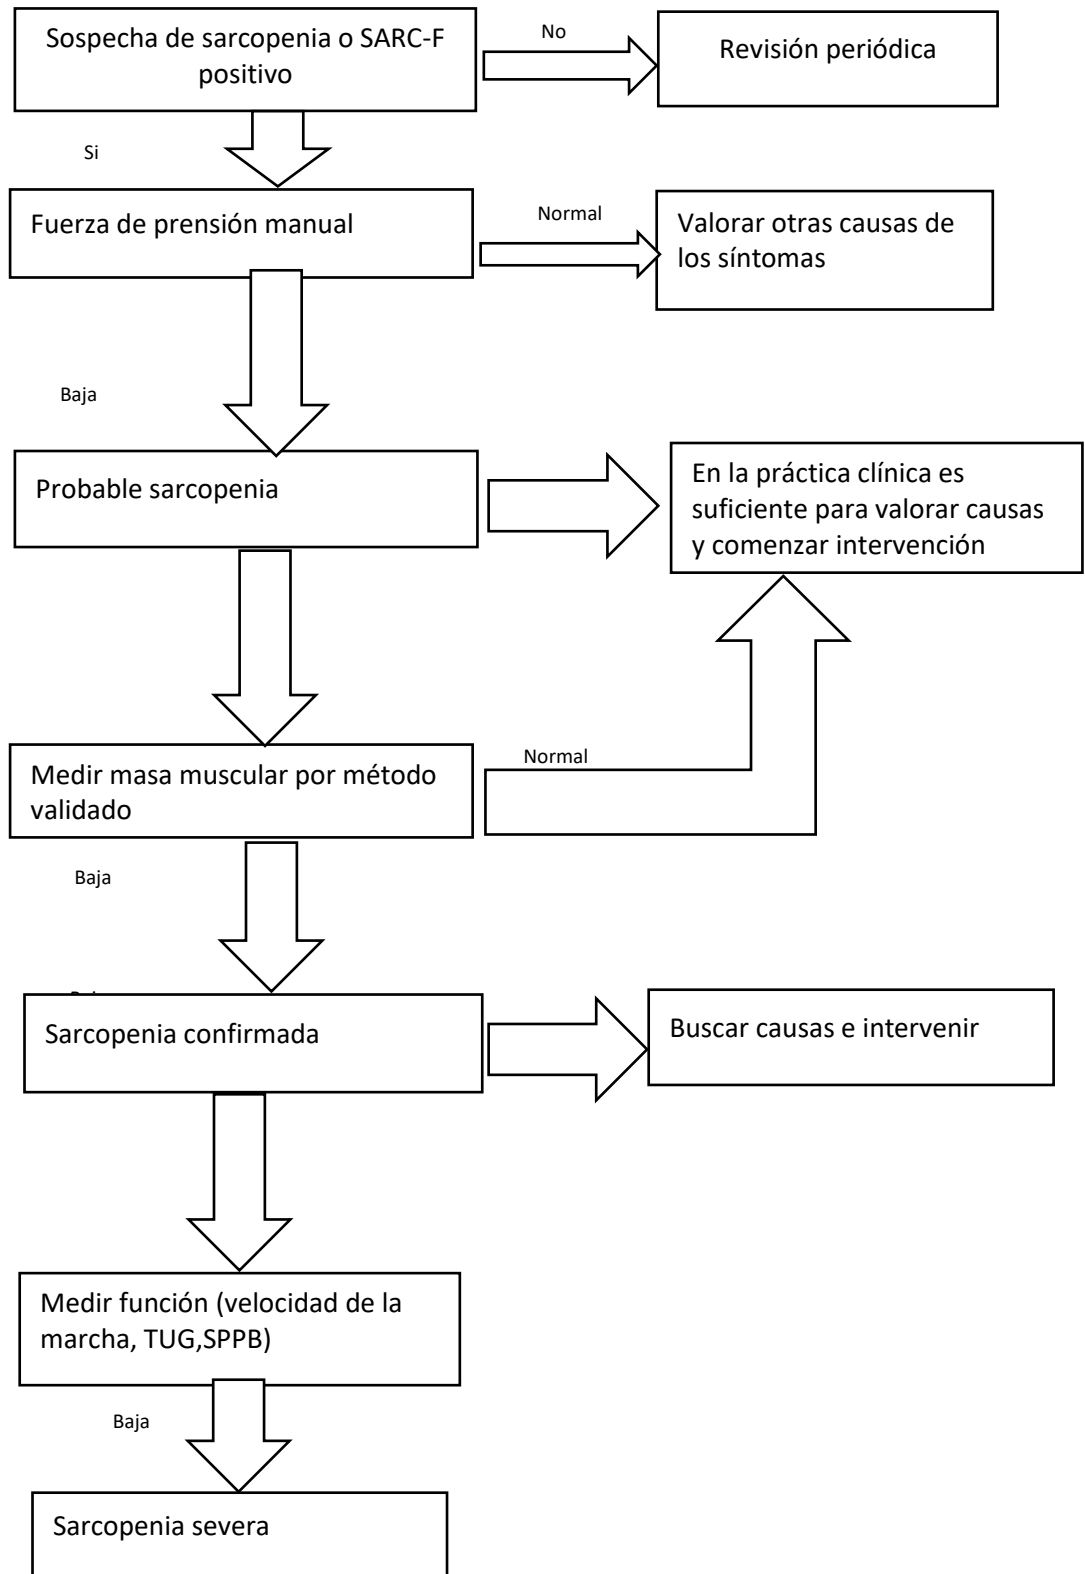 Sospecha de sarcopenia o SARC-F
positivo
No
Revisión periódica
Si
Fuerza de prensión manual
Normal
Valorar otras causas de
los síntomas
Baja
Probable sarcopenia
En la práctica clínica es
suficiente para valorar causas
y comenzar intervención
Medir masa muscular por método
validado
Normal
Baja
Sarcopenia confirmada
Buscar causas e intervenir
Medir función (velocidad de la
marcha, TUG,SPPB)
Baja
Sarcopenia severa